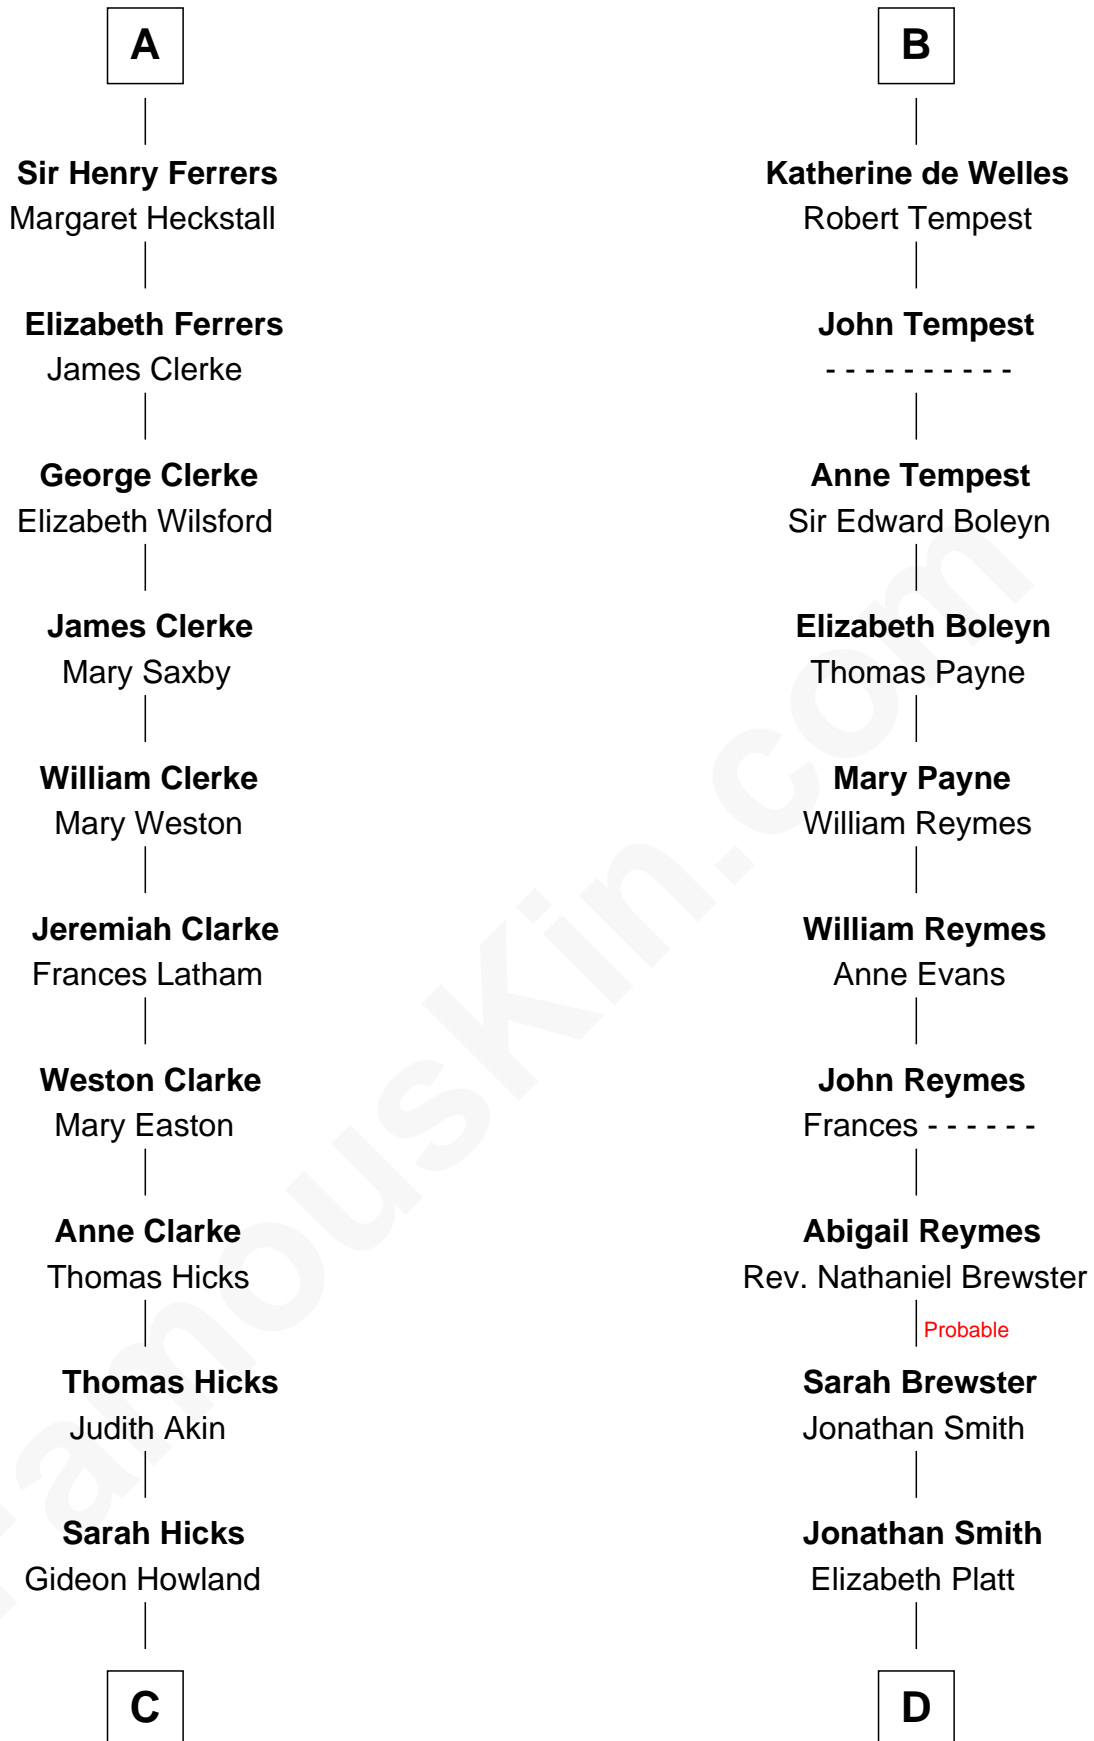 A
Sir Henry Ferrers
Margaret Heckstall
Elizabeth Ferrers
James Clerke
George Clerke
Elizabeth Wilsford
James Clerke
Mary Saxby
William Clerke
Mary Weston
Jeremiah Clarke
Frances Latham
Weston Clarke
Mary Easton
Anne Clarke
Thomas Hicks
Thomas Hicks
Judith Akin
Sarah Hicks
Gideon Howland
C
B
Katherine de Welles
Robert Tempest
John Tempest
- - - - - - - - - -
Anne Tempest
Sir Edward Boleyn
Elizabeth Boleyn
Thomas Payne
Mary Payne
William Reymes
William Reymes
Anne Evans
John Reymes
Frances - - - - - -
Abigail Reymes
Rev. Nathaniel Brewster
Probable
Sarah Brewster
Jonathan Smith
Jonathan Smith
Elizabeth Platt
D
FamousKin.com